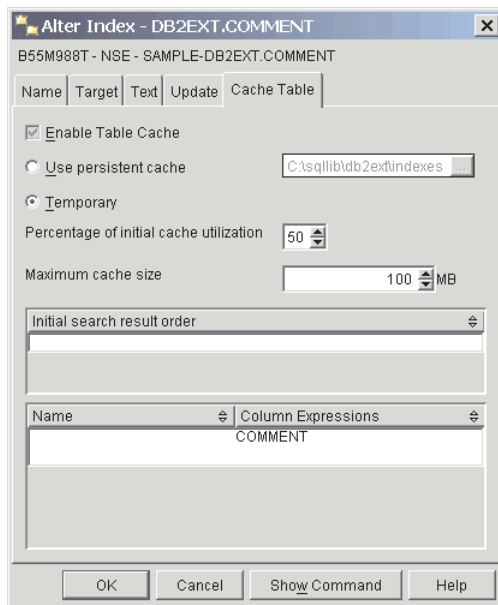 Alter Index - DB2EXT.COMMENT
B55M988T - NSE - SAMPLE-DB2EXT.COMMENT
Name Target Text Update Cache Table
Enable Table Cache
Use persistent cache C:\sqllib\db2ext\indexes ...
Temporary
Percentage of initial cache utilization 50
Maximum cache size 100 MB
Initial search result order
Name Column Expressions
COMMENT
OK Cancel Show Command Help